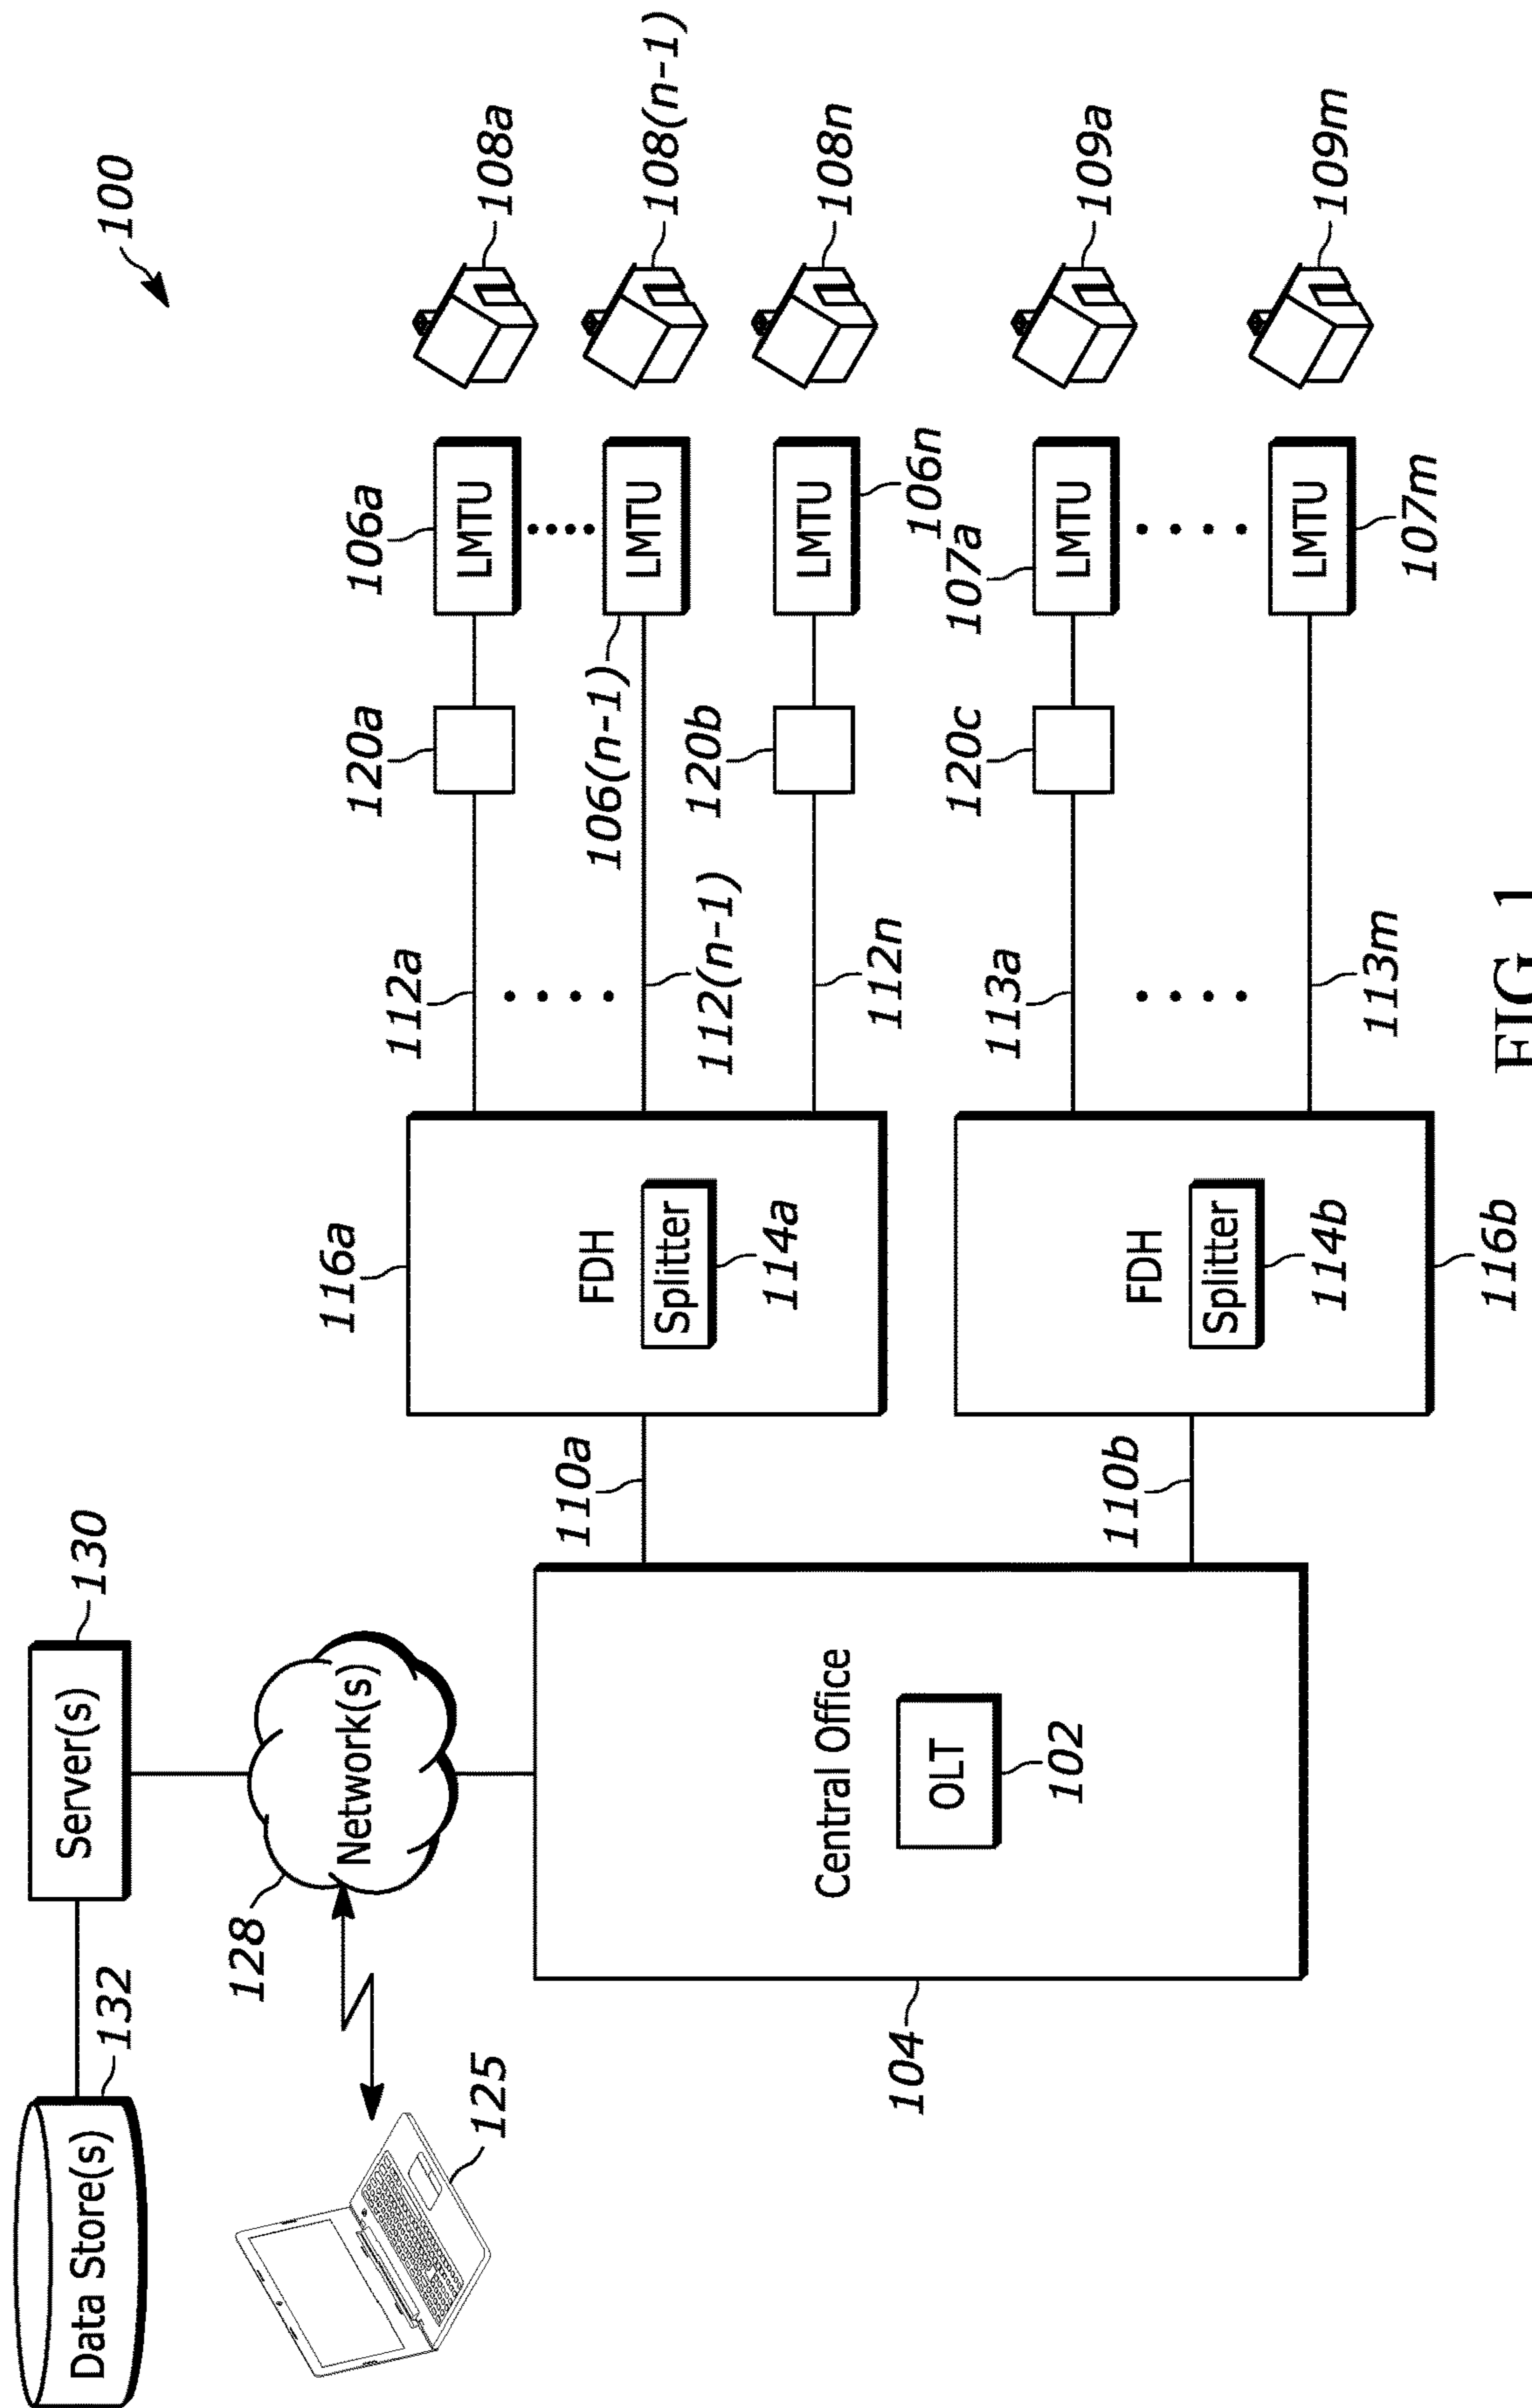 100
Data Store(s)
132
Server(s)
130
128
Network(s)
125
104
Central Office
OLT
102
110a
110b
116a
FDH
Splitter
114a
FDH
Splitter
114b
116b
112a
120a
106a
LMTU
108a
112(n-1)
106(n-1)
LMTU
108(n-1)
112n
120b
LMTU
106n
108n
113a
120c
107a
LMTU
109a
113m
LMTU
107m
109m
FIG. 1